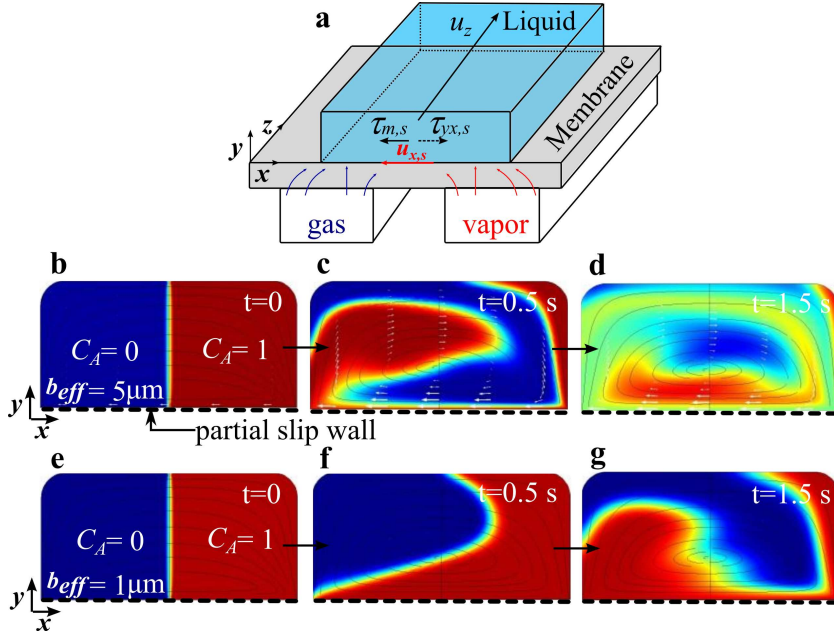 a
u_z Liquid
Membrane
τ_m,s τ_yx,s
u_x,s
z
y
x
gas vapor
b c d
t=0 t=0.5 s t=1.5 s
C_A= 0 C_A= 1
b_eff = 5µm
y
x
partial slip wall
e f g
t=0 t=0.5 s t=1.5 s
C_A= 0 C_A= 1
b_eff = 1µm
y
x